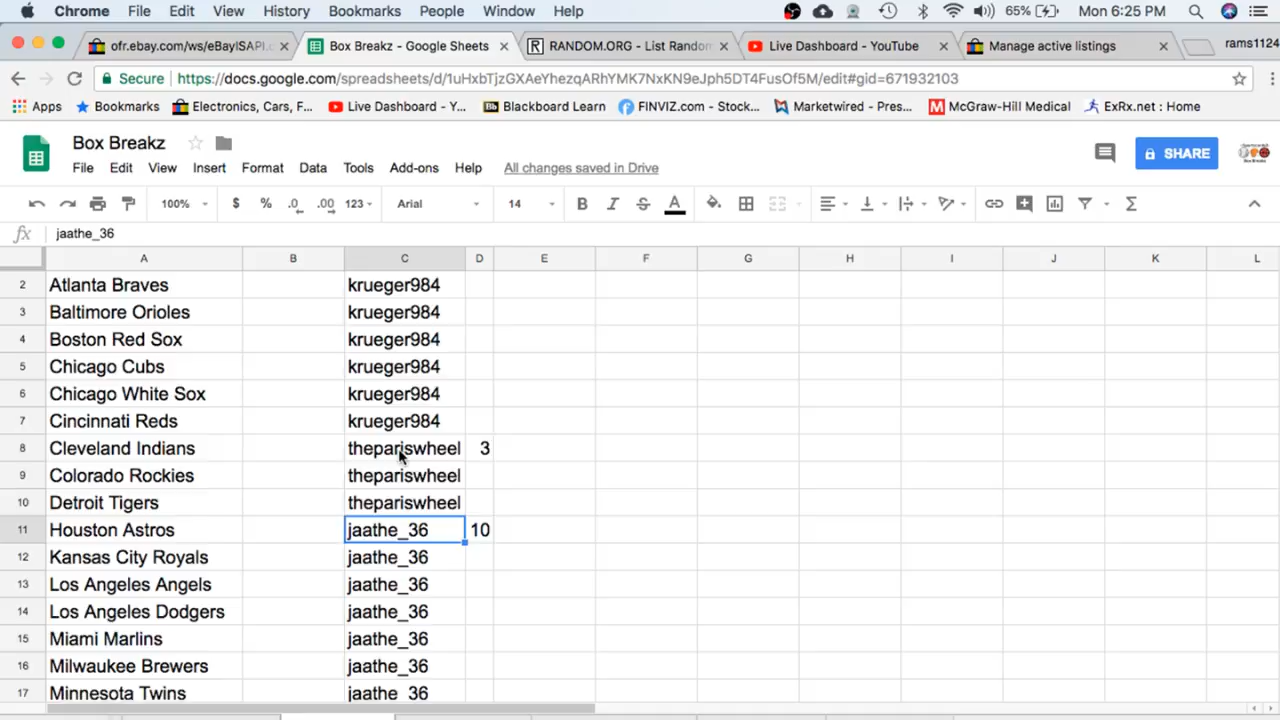 Chrome File Edit View History Bookmarks People Window Help 65% Mon 6:25 PM
ofr.ebay.com/ws/eBayISAPI.c Box Breakz - Google Sheets RANDOM.ORG - List Random Live Dashboard - YouTube Manage active listings rams1124
Secure https://docs.google.com/spreadsheets/d/1uHxbTjzGXAeYhezqARhYMK7NxKN9eJph5DT4FusOf5M/edit#gid=671932103
Apps Bookmarks Electronics, Cars, F... Live Dashboard - Y... Bb Blackboard Learn FINVIZ.com - Stock... Marketwired - Pres... M McGraw-Hill Medical ExRx.net : Home
Box Breakz
File Edit View Insert Format Data Tools Add-ons Help All changes saved in Drive SHARE
100% $ % .0 .00 123 Arial 14 B I S A
fx jaathe_36
A B C D E F G H I J K L
2 Atlanta Braves krueger984
3 Baltimore Orioles krueger984
4 Boston Red Sox krueger984
5 Chicago Cubs krueger984
6 Chicago White Sox krueger984
7 Cincinnati Reds krueger984
8 Cleveland Indians thepariswheel 3
9 Colorado Rockies thepariswheel
10 Detroit Tigers thepariswheel
11 Houston Astros jaathe_36 10
12 Kansas City Royals jaathe_36
13 Los Angeles Angels jaathe_36
14 Los Angeles Dodgers jaathe_36
15 Miami Marlins jaathe_36
16 Milwaukee Brewers jaathe_36
17 Minnesota Twins jaathe_36